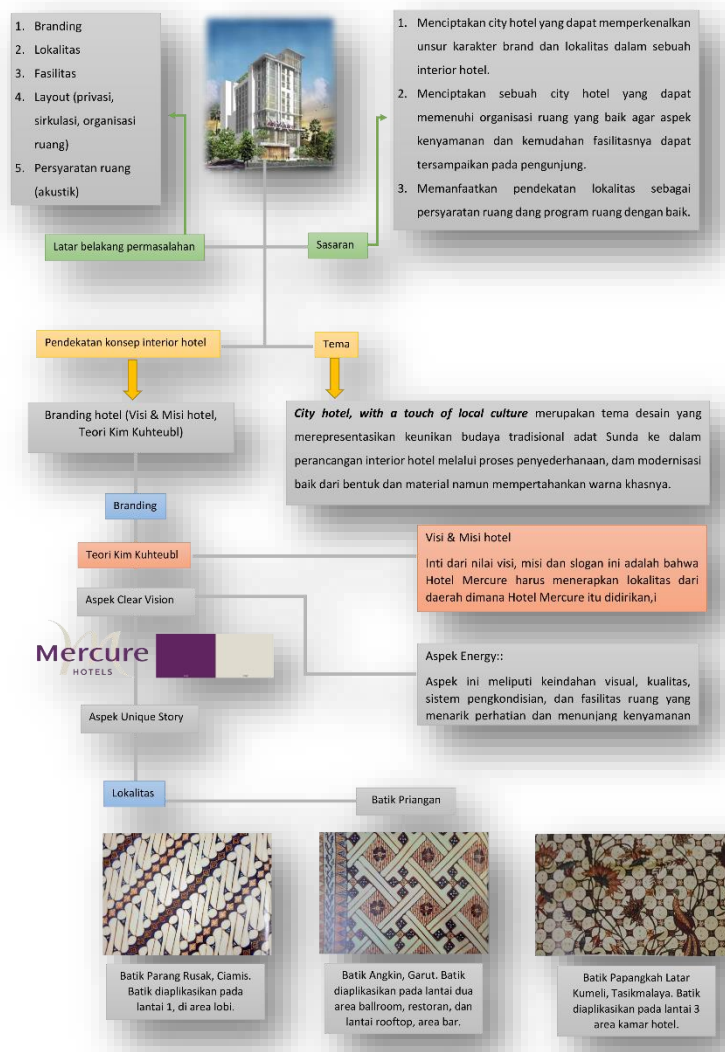 1. Branding
2. Lokalitas
3. Fasilitas
4. Layout (privasi,
sirkulasi, organisasi
ruang)
5. Persyaratan ruang
(akustik)
1. Menciptakan city hotel yang dapat memperkenalkan
unsur karakter brand dan lokalitas dalam sebuah
interior hotel.
2. Menciptakan sebuah city hotel yang dapat
memenuhi organisasi ruang yang baik agar aspek
kenyamanan dan kemudahan fasilitasnya dapat
tersampaikan pada pengunjung.
3. Memanfaatkan pendekatan lokalitas sebagai
persyaratan ruang dang program ruang dengan baik.
Latar belakang permasalahan
Sasaran
Pendekatan konsep interior hotel
Tema
Branding hotel (Visi & Misi hotel,
Teori Kim Kuhteubl)
City hotel, with a touch of local culture merupakan tema desain yang
merepresentasikan keunikan budaya tradisional adat Sunda ke dalam
perancangan interior hotel melalui proses penyederhanaan, dam modernisasi
baik dari bentuk dan material namun mempertahankan warna khasnya.
Branding
Teori Kim Kuhteubl
Visi & Misi hotel
Inti dari nilai visi, misi dan slogan ini adalah bahwa
Hotel Mercure harus menerapkan lokalitas dari
daerah dimana Hotel Mercure itu didirikan,i
Aspek Clear Vision
Mercure
HOTELS
Aspek Energy::
Aspek ini meliputi keindahan visual, kualitas,
sistem pengkondisian, dan fasilitas ruang yang
menarik perhatian dan menunjang kenyamanan
Aspek Unique Story
Lokalitas
Batik Priangan
Batik Parang Rusak, Ciamis.
Batik diaplikasikan pada
lantai 1, di area lobi.
Batik Angkin, Garut. Batik
diaplikasikan pada lantai dua
area ballroom, restoran, dan
lantai rooftop, area bar.
Batik Papangkah Latar
Kumeli, Tasikmalaya. Batik
diaplikasikan pada lantai 3
area kamar hotel.